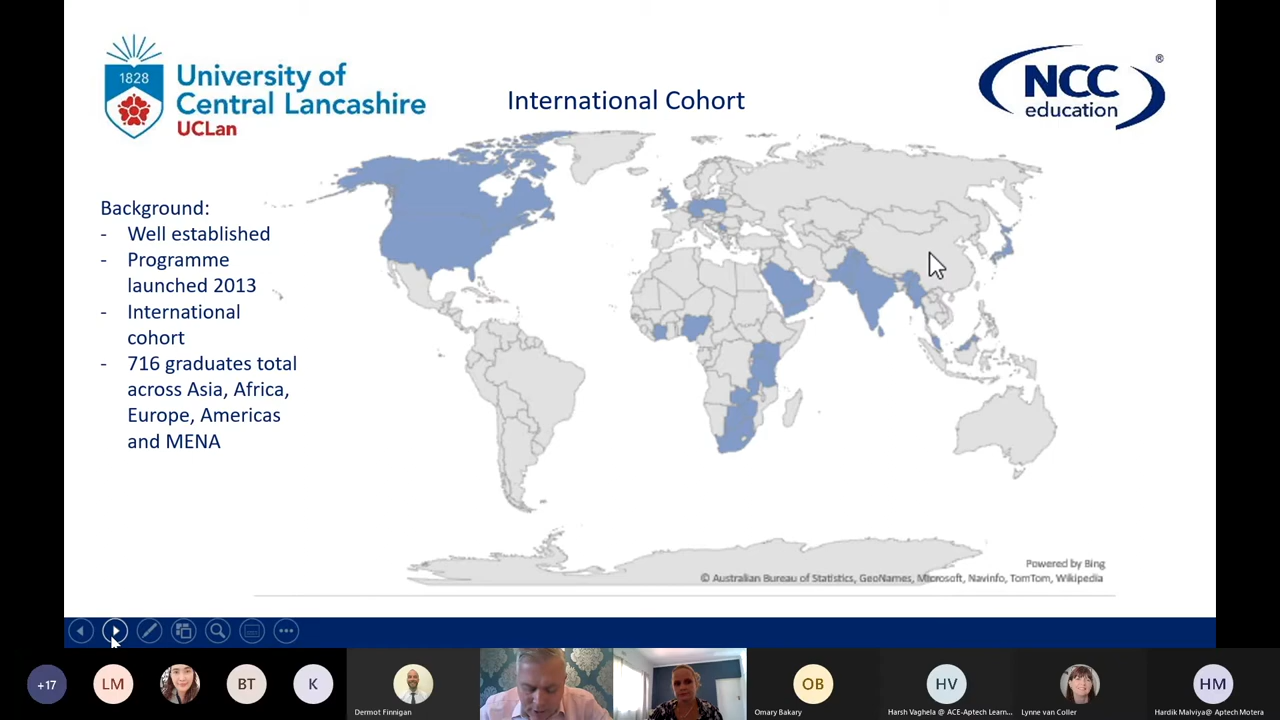 1828
University of
Central Lancashire
UCLan
International Cohort
NCC
education
®
Background:
- Well established
- Programme
launched 2013
- International
cohort
- 716 graduates total
across Asia, Africa,
Europe, Americas
and MENA
Powered by Bing
© Australian Bureau of Statistics, GeoNames, Microsoft, Navinfo, TomTom, Wikipedia
+17
LM
BT
K
Dermot Finnigan
OB
Omary Bakary
HV
Harsh Vaghela @ ACE-Aptech Learn...
Lynne van Coller
HM
Hardik Malviya@ Aptech Motera